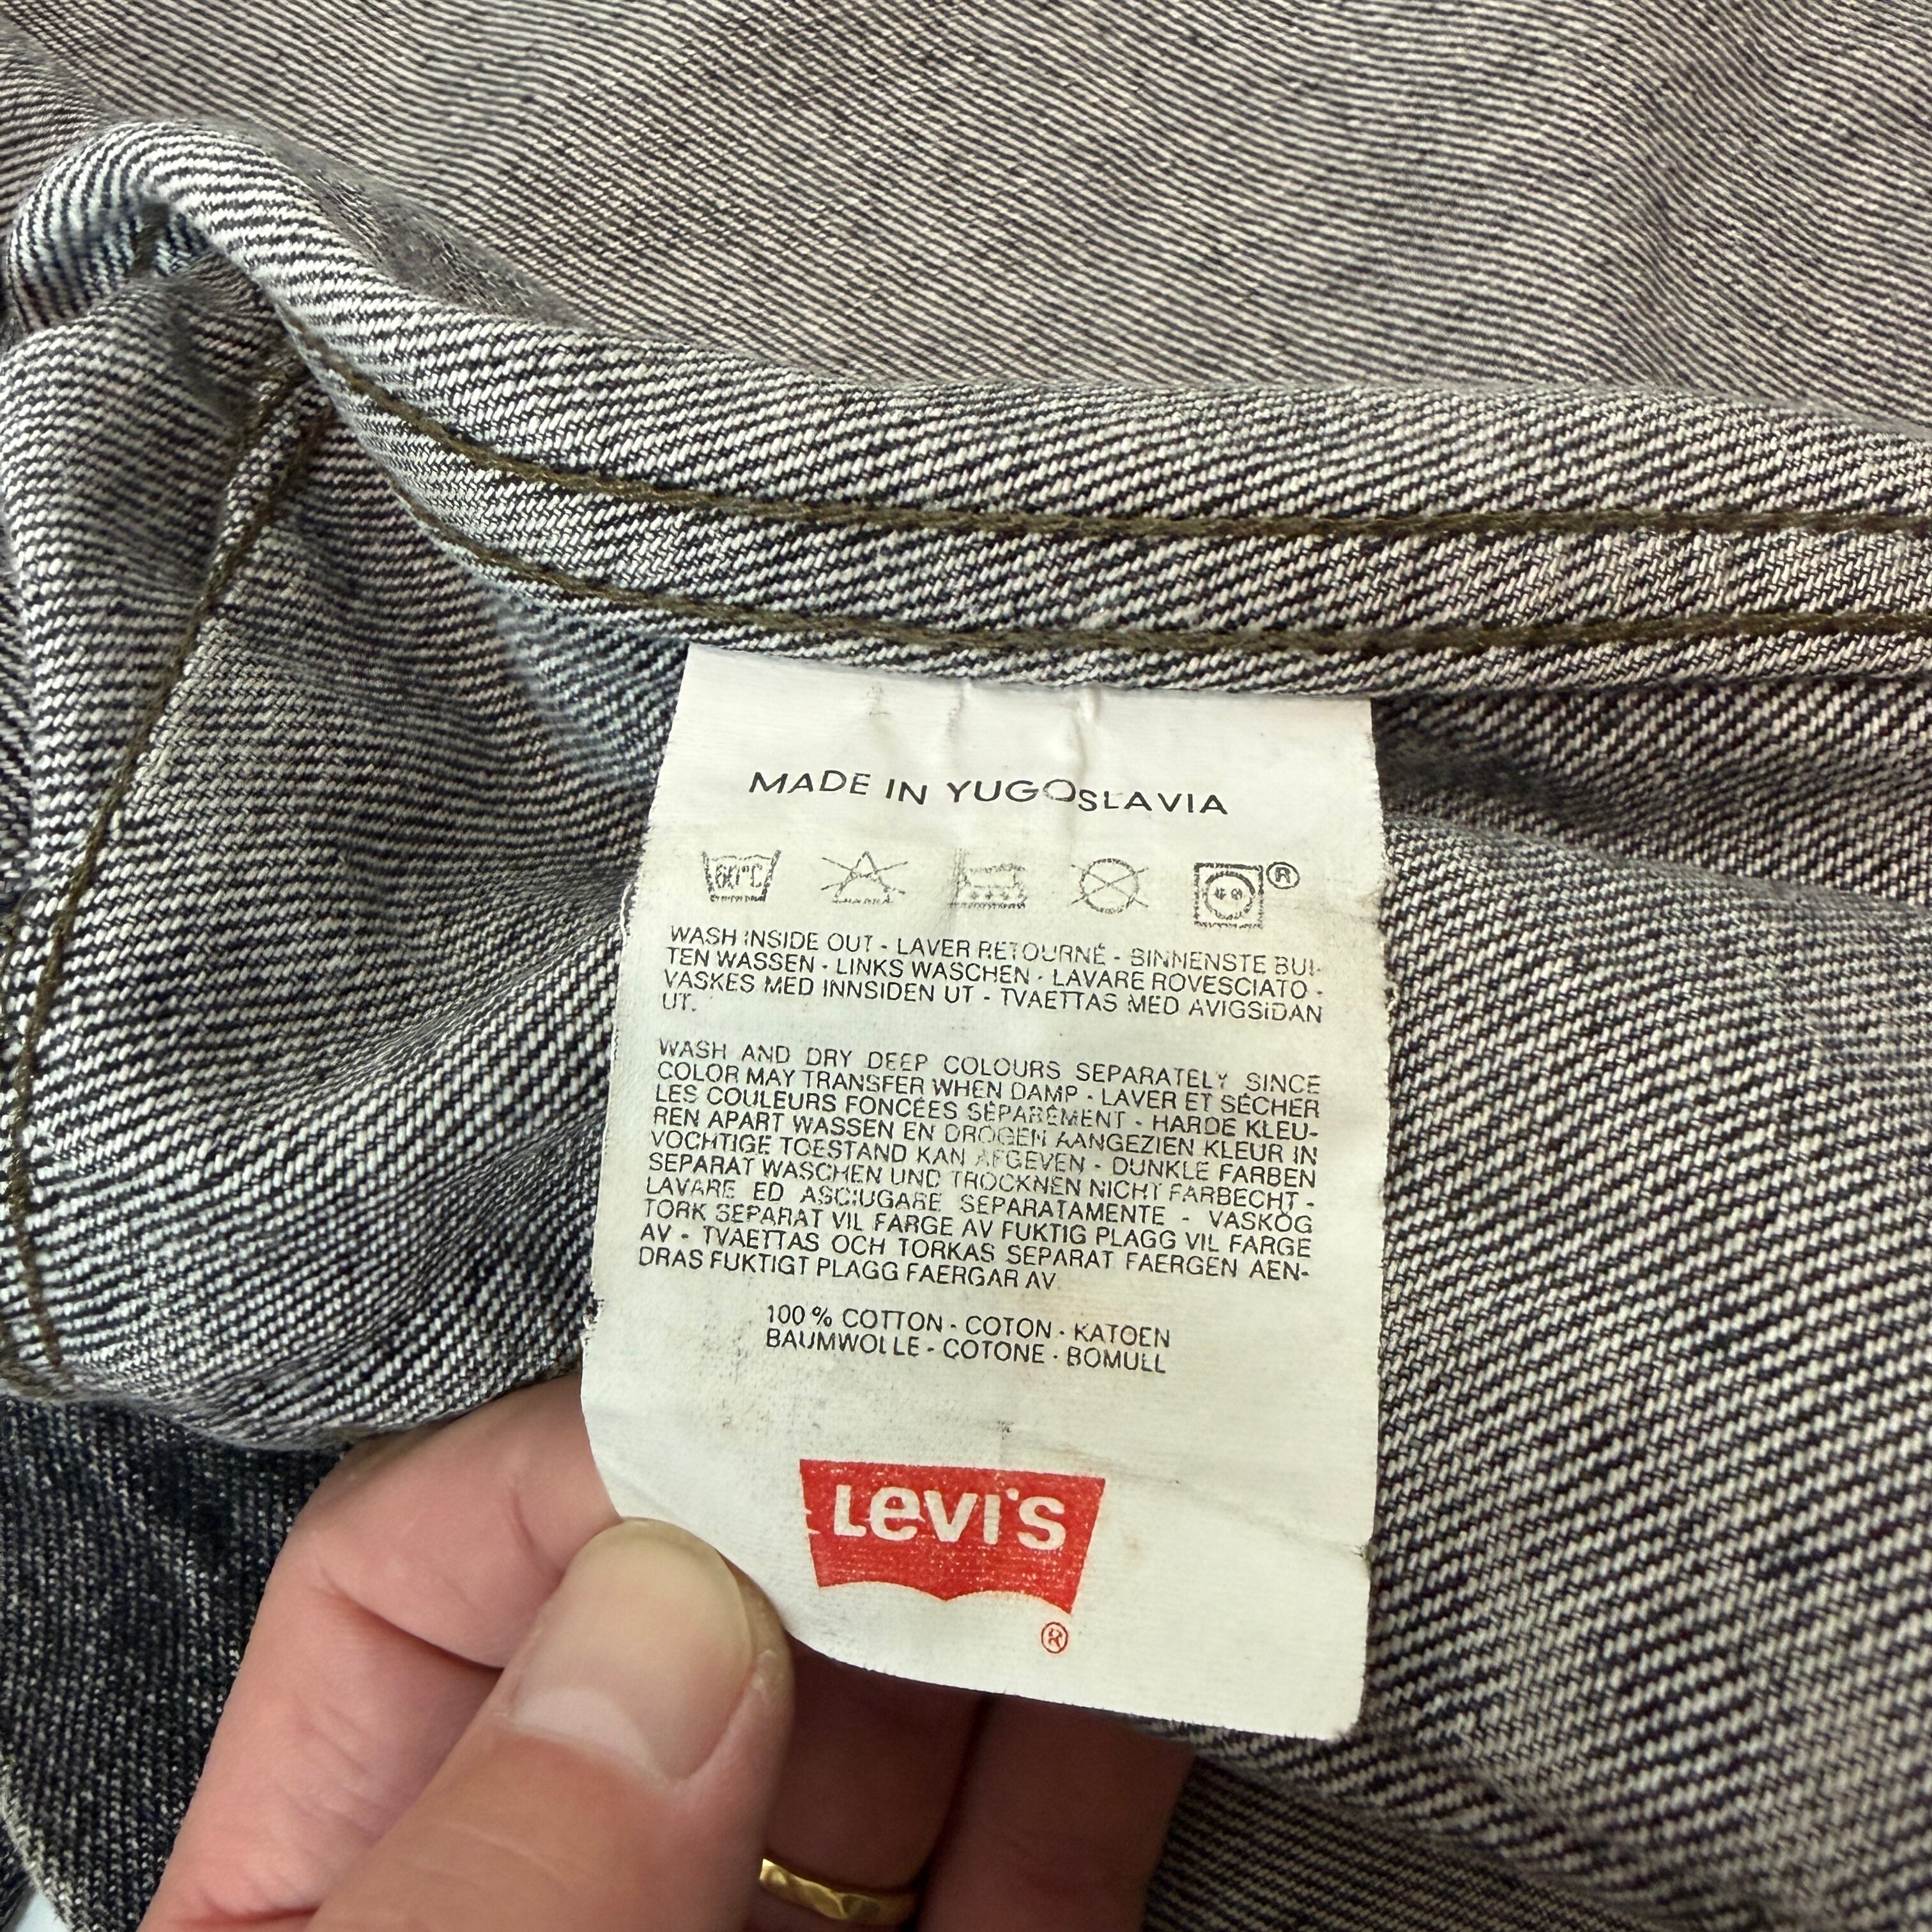 MADE IN YUGOSLAVIA
60°C ®
WASH INSIDE OUT - LAVER RETOURNÉ - BINNENSTE BUI-
TEN WASSEN - LINKS WASCHEN - LAVARE ROVESCIATO -
VASKES MED INNSIDEN UT - TVAETTAS MED AVIGSIDAN
UT.
WASH AND DRY DEEP COLOURS SEPARATELY SINCE
COLOR MAY TRANSFER WHEN DAMP - LAVER ET SÉCHER
LES COULEURS FONCÉES SÉPARÉMENT - HARDE KLEU-
REN APART WASSEN EN DROGEN AANGEZIEN KLEUR IN
VOCHTIGE TOESTAND KAN AFGEVEN - DUNKLE FARBEN
SEPARAT WASCHEN UND TROCKNEN NICHT FARBECHT -
LAVARE ED ASCIUGARE SEPARATAMENTE - VASKOG
TORK SEPARAT VIL FARGE AV FUKTIG PLAGG VIL FARGE
AV - TVAETTAS OCH TORKAS SEPARAT FAERGEN AEN-
DRAS FUKTIGT PLAGG FAERGAR AV
100% COTTON - COTON - KATOEN
BAUMWOLLE - COTONE - BOMULL
LEVI'S
®